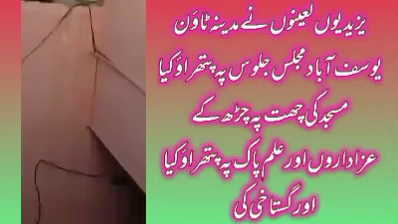 یزیدیوں لعینوں نے مدینہ ٹاؤن
یوسف آباد مجلس جلوس پہ پتھراؤ کیا
مسجد کی چھت پہ چڑھ کے
عزاداروں اور علم پاک پہ پتھراؤ کیا
اور گستاخی کی